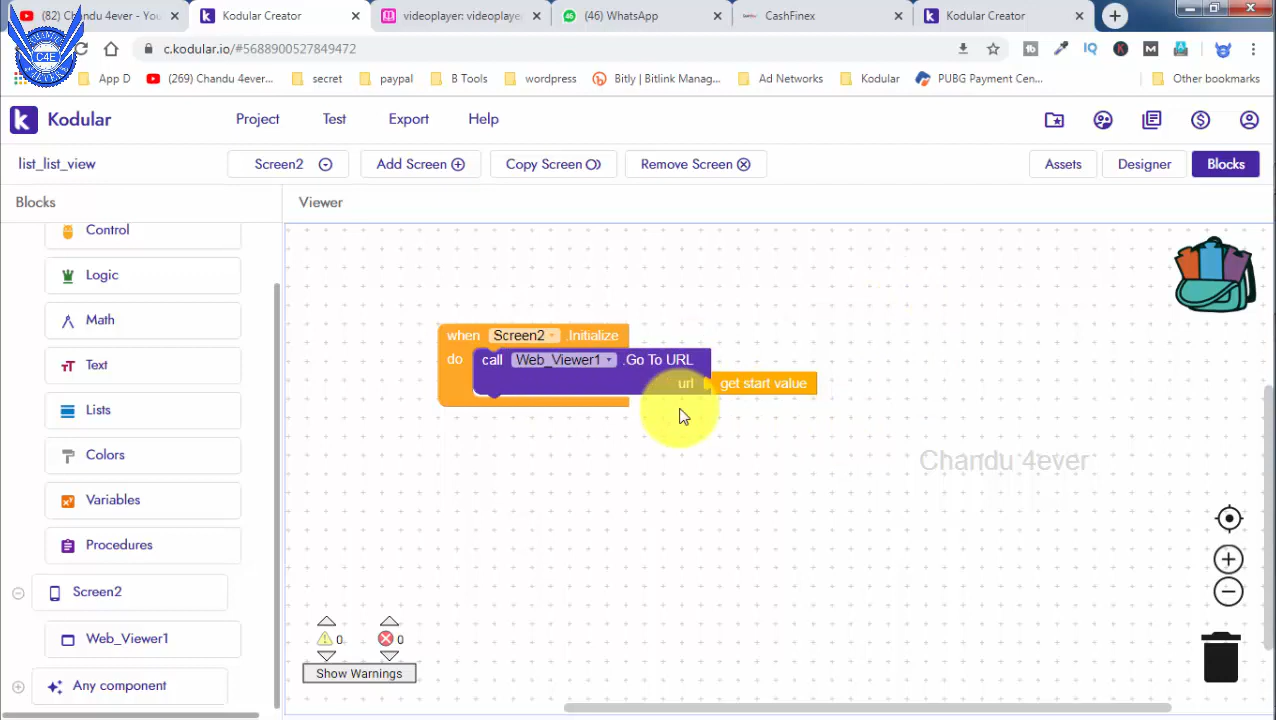 (82) Chandu 4ever - You
Kodular Creator
videoplayer: videoplaye
(46) WhatsApp
CashFinex
Kodular Creator
CHANDU
C4E
c.kodular.io/#5688900527849472
App D
(269) Chandu 4ever...
secret
paypal
B Tools
wordpress
Bitly | Bitlink Manag...
Ad Networks
Kodular
PUBG Payment Cen...
Other bookmarks
Kodular
Project
Test
Export
Help
list_list_view
Screen2
Add Screen
Copy Screen
Remove Screen
Assets
Designer
Blocks
Blocks
Viewer
Control
Logic
Math
Text
Lists
Colors
Variables
Procedures
Screen2
Web_Viewer1
Any component
when Screen2 .Initialize
do call Web_Viewer1 .Go To URL
url get start value
Chandu 4ever
0 0
Show Warnings